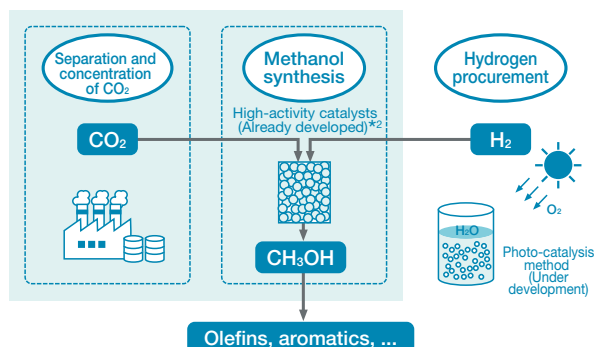 Separation and
concentration
of CO₂
Methanol
synthesis
Hydrogen
procurement
High-activity catalysts
(Already developed)*2
CO₂
H₂
O₂
H₂O
Photo-catalysis
method
(Under
development)
CH₃OH
Olefins, aromatics, ...